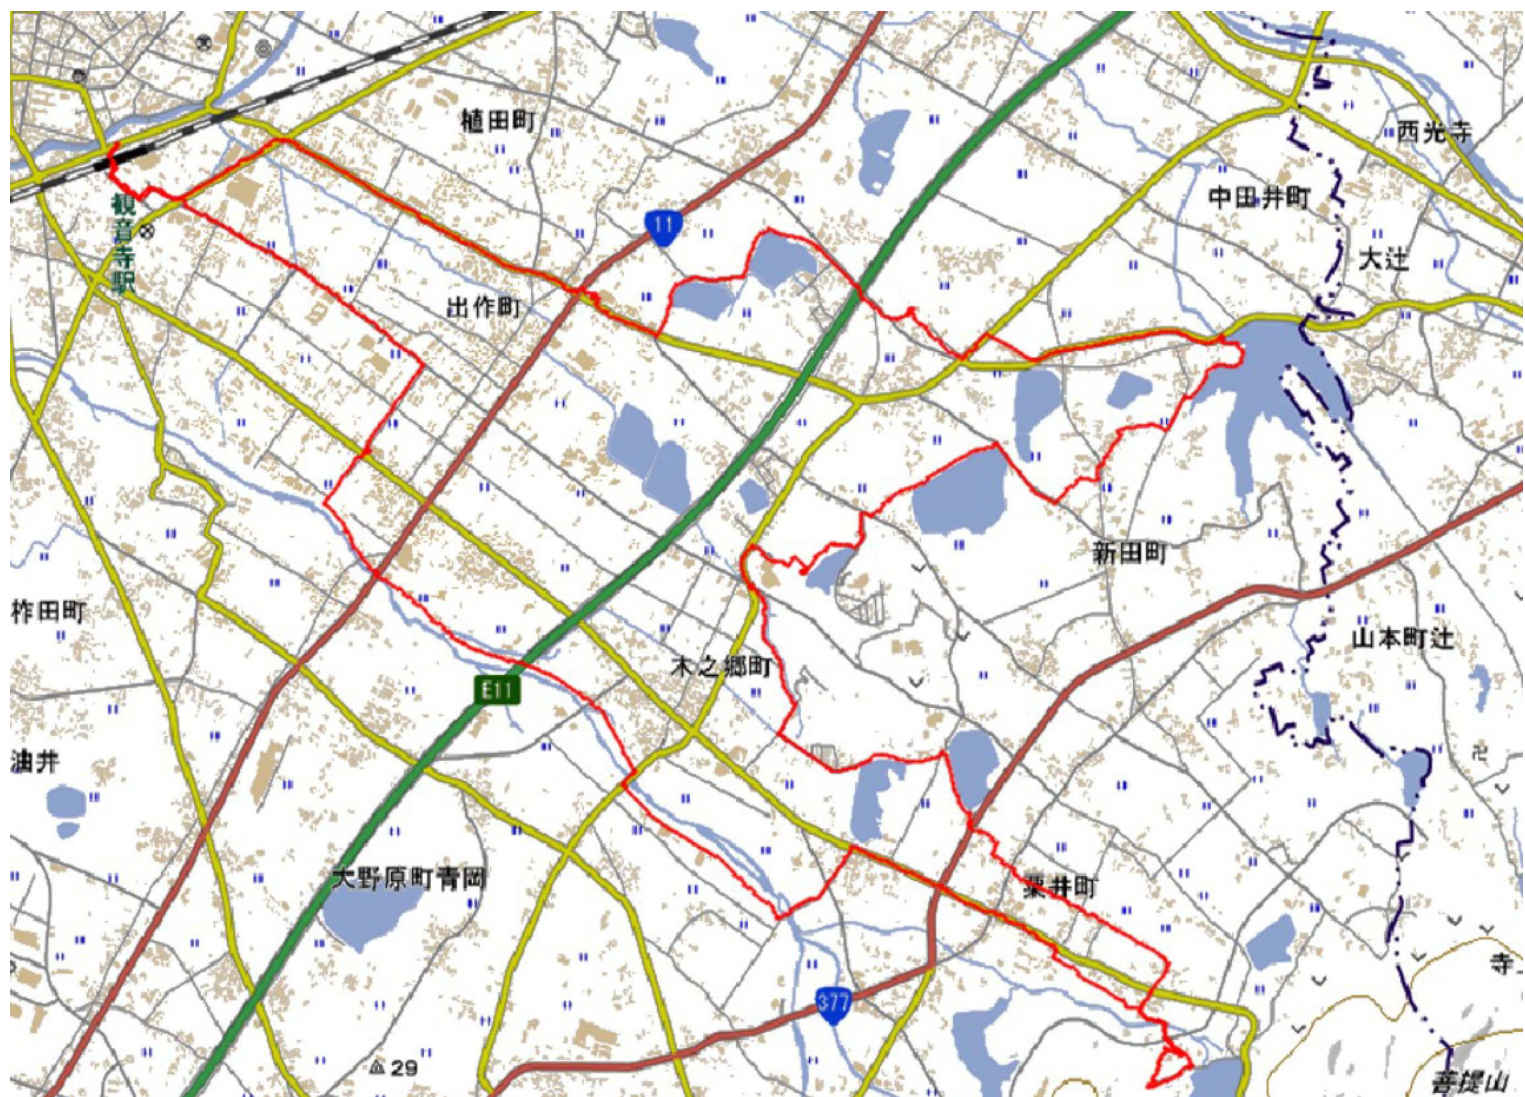 植田町
西光寺
中田井町
11
観音寺駅
大辻
出作町
新田町
柞田町
山本町辻
木之郷町
E11
油井
大野原町青岡
粟井町
寺
377
29
菩提山